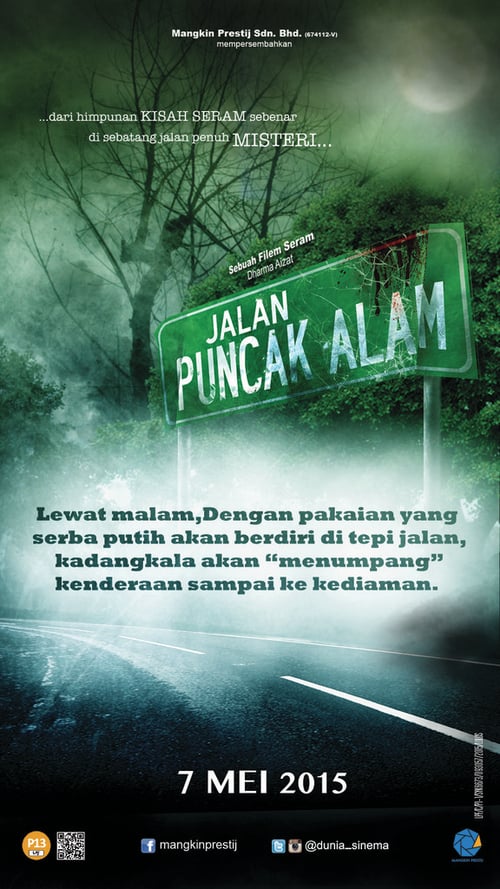 Mangkin Prestij Sdn. Bhd. (674112-V)
mempersembahkan
...dari himpunan KISAH SERAM sebenar
di sebatang jalan penuh MISTERI...
Sebuah Filem Seram
Dharma Aizat
JALAN
PUNCAK ALAM
Lewat malam,Dengan pakaian yang
serba putih akan berdiri di tepi jalan,
kadangkala akan “menumpang”
kenderaan sampai ke kediaman.
7 MEI 2015
P13
mangkinprestij
@dunia_sinema
MANGKIN PRESTIJ